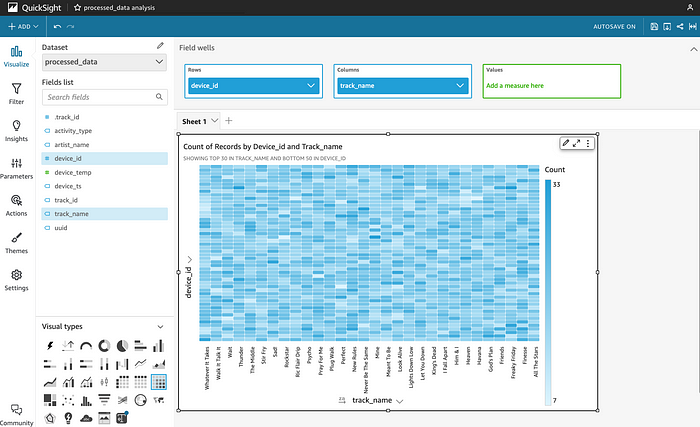 QuickSight
processed_data analysis
ADD
AUTOSAVE ON
Visualize
Filter
Insights
Parameters
Actions
Themes
Settings
Community
Dataset
processed_data
Fields list
Search fields
.track_id
activity_type
artist_name
device_id
device_temp
device_ts
track_id
track_name
uuid
Visual types
Field wells
Rows
device_id
Columns
track_name
Values
Add a measure here
Sheet 1
Count of Records by Device_id and Track_name
SHOWING TOP 30 IN TRACK_NAME AND BOTTOM 50 IN DEVICE_ID
Count
33
7
device_id
Whatever It Takes
Walk It Talk It
Wait
Thunder
The Middle
Stir Fry
Sad!
Rockstar
Ric Flair Drip
Psycho
Pray For Me
Plug Walk
Perfect
New Rules
Never Be The Same
Mine
Meant To Be
Look Alive
Lights Down Low
Let You Down
King's Dead
I Fall Apart
Him & I
Heaven
Havana
God's Plan
Friends
Freaky Friday
Finesse
All The Stars
track_name